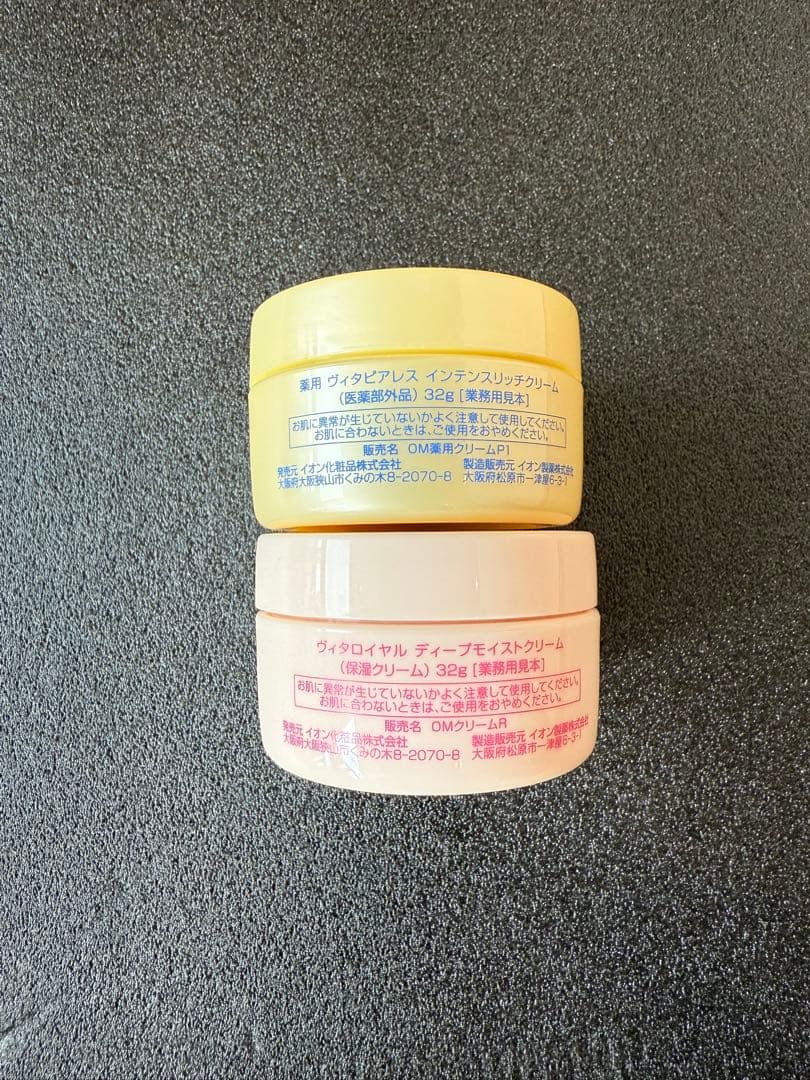 薬用 ヴィタピアレス インテンスリッチクリーム
(医薬部外品) 32g [業務用見本]
お肌に異常が生じていないかよく注意して使用してください。
お肌に合わないときは、ご使用をおやめください。
販売名 OM薬用クリームP1
発売元 イオン化粧品株式会社 製造販売元 イオン製薬株式会社
大阪府大阪狭山市くみの木8-2070-8 大阪府松原市一津屋6-3-1
ヴィタロイヤル ディープモイストクリーム
(保湿クリーム) 32g [業務用見本]
お肌に異常が生じていないかよく注意して使用してください。
お肌に合わないときは、ご使用をおやめください。
販売名 OMクリームR
発売元 イオン化粧品株式会社 製造販売元 イオン製薬株式会社
大阪府大阪狭山市くみの木8-2070-8 大阪府松原市一津屋6-3-1